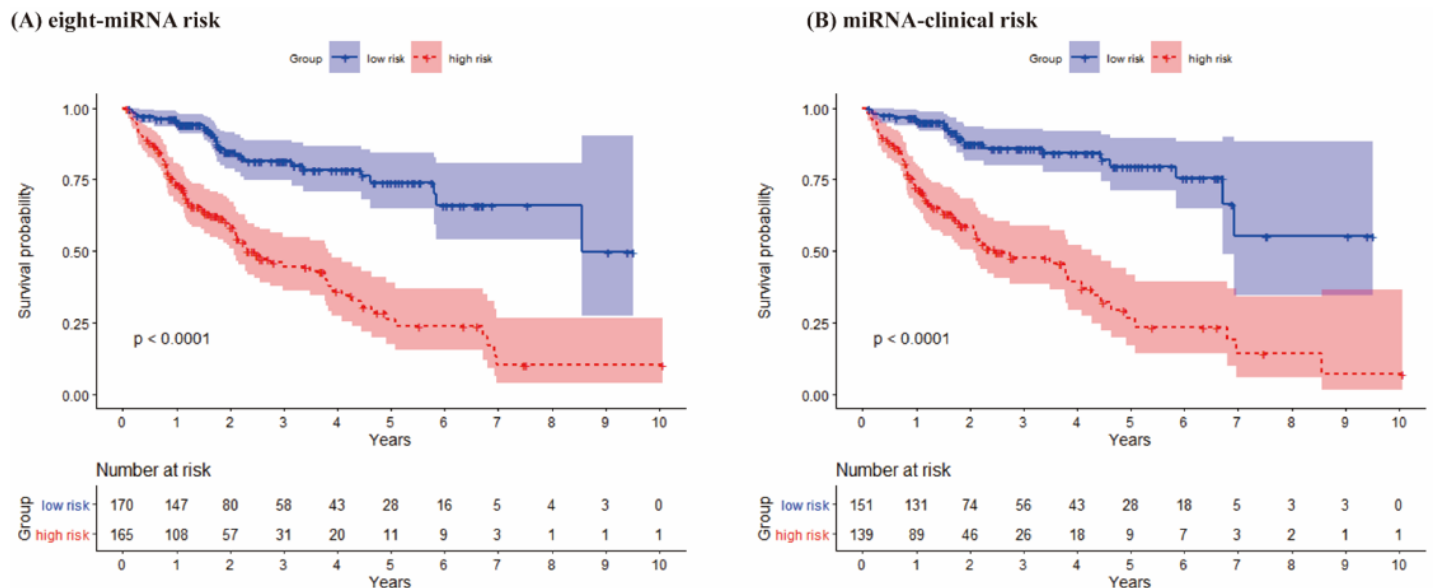 (A) eight-miRNA risk
Group low risk high risk
1.00
0.75
0.50
0.25
0.00
Survival probability
p < 0.0001
0 1 2 3 4 5 6 7 8 9 10
Years
Number at risk
Group
low risk 170 147 80 58 43 28 16 5 4 3 0
high risk 165 108 57 31 20 11 9 3 1 1 1
0 1 2 3 4 5 6 7 8 9 10
Years
(B) miRNA-clinical risk
Group low risk high risk
1.00
0.75
0.50
0.25
0.00
Survival probability
p < 0.0001
0 1 2 3 4 5 6 7 8 9 10
Years
Number at risk
Group
low risk 151 131 74 56 43 28 18 5 3 3 0
high risk 139 89 46 26 18 9 7 3 2 1 1
0 1 2 3 4 5 6 7 8 9 10
Years